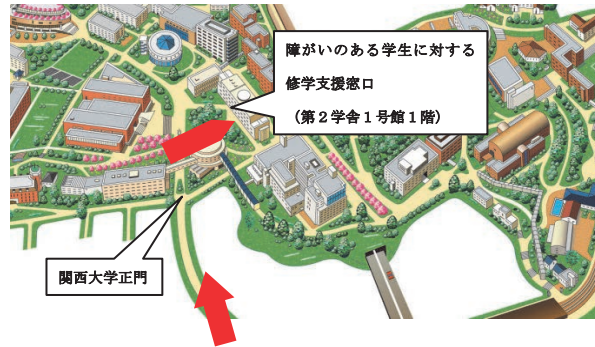 障がいのある学生に対する
修学支援窓口
（第２学舎１号館１階）
関西大学正門